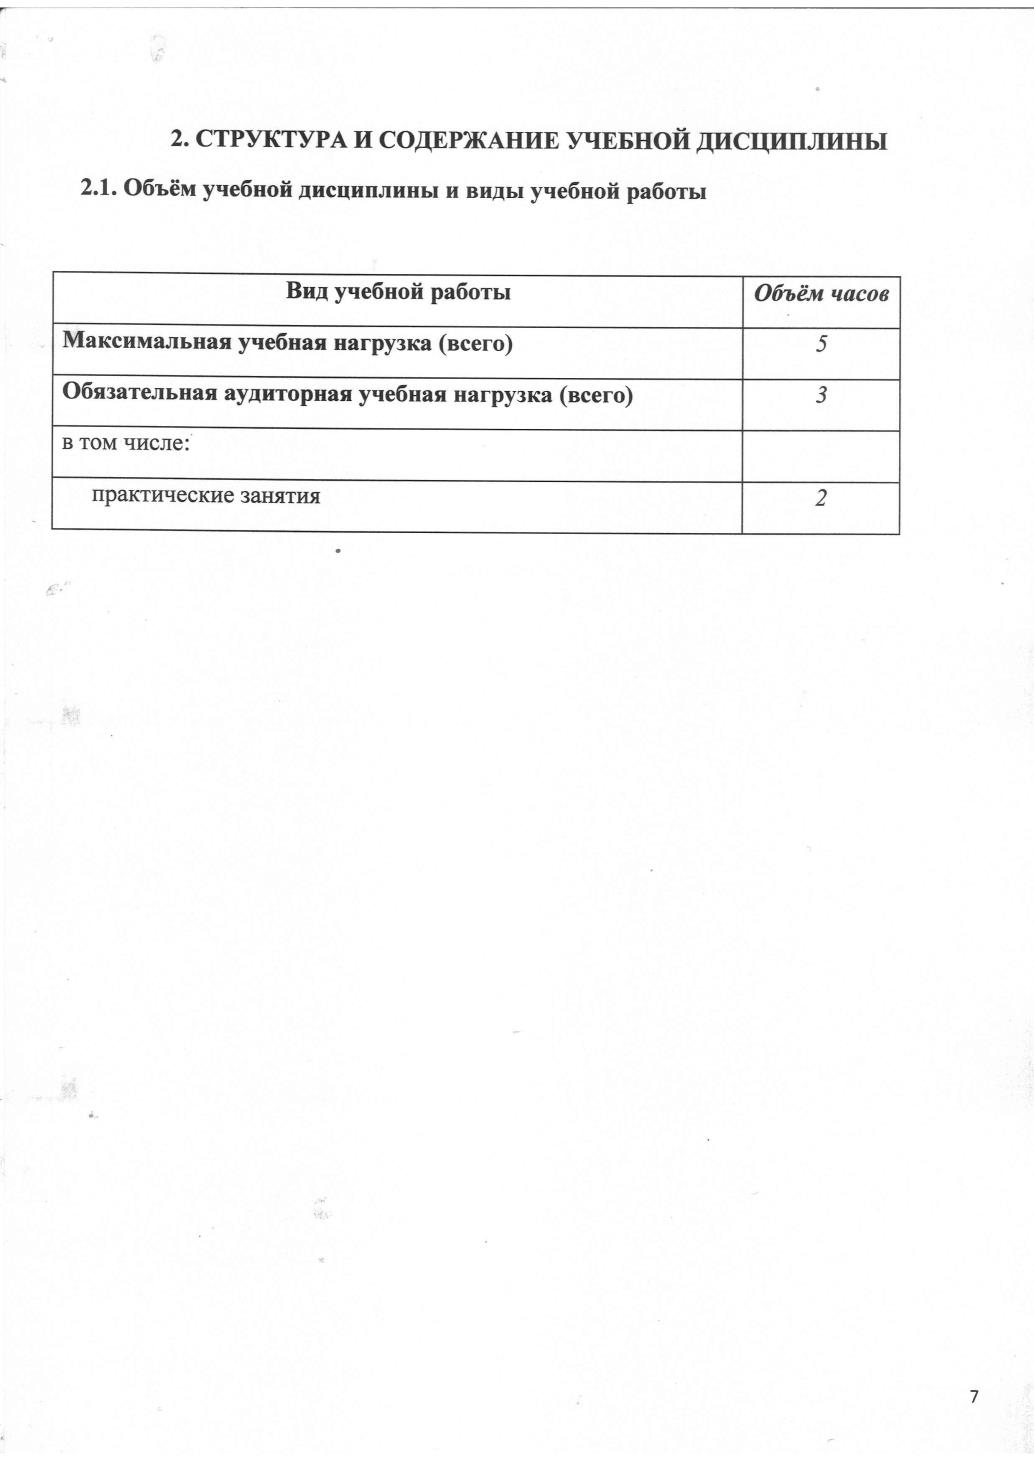 2. СТРУКТУРА И СОДЕРЖАНИЕ УЧЕБНОЙ ДИСЦИПЛИНЫ
2.1. Объём учебной дисциплины и виды учебной работы
Вид учебной работы Объём часов
Максимальная учебная нагрузка (всего) 5
Обязательная аудиторная учебная нагрузка (всего) 3
в том числе:
практические занятия 2
7